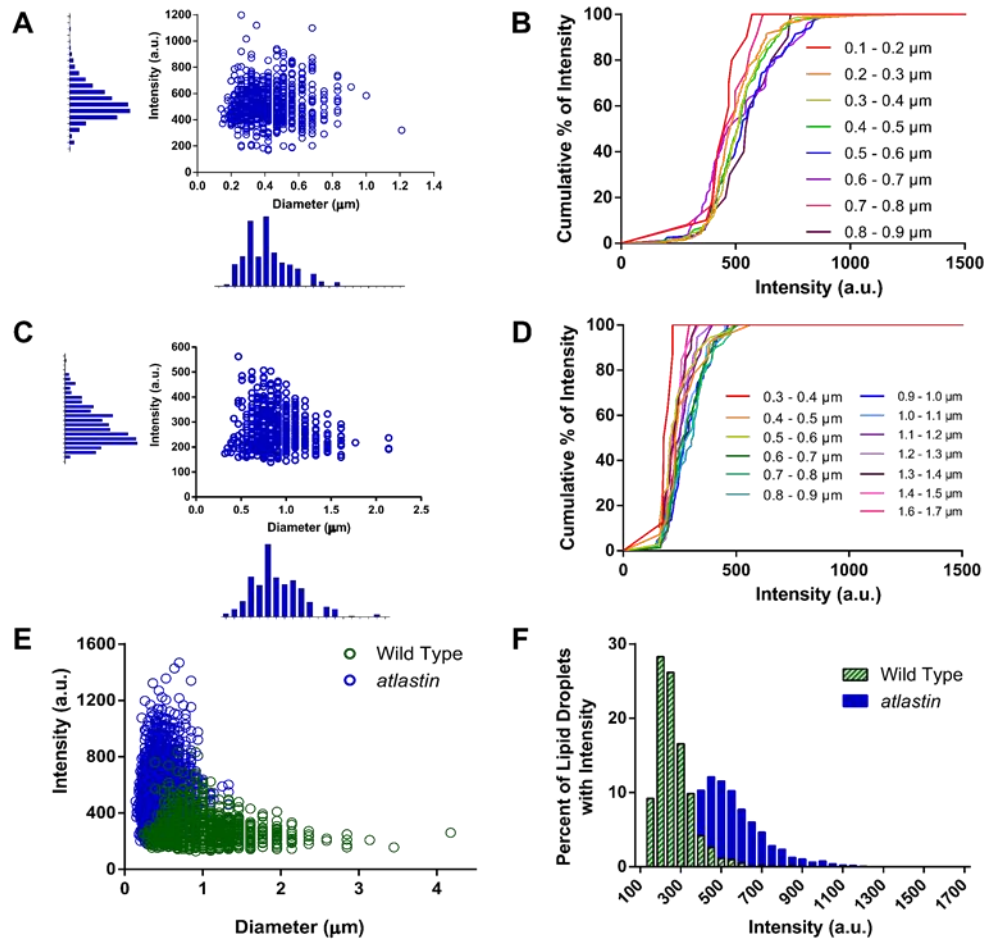 A
1200
1000
800
600
400
200
0
Intensity (a.u.)
0.0 0.2 0.4 0.6 0.8 1.0 1.2 1.4
Diameter (µm)
B
100
80
60
40
20
0
Cumulative % of Intensity
0.1 - 0.2 µm
0.2 - 0.3 µm
0.3 - 0.4 µm
0.4 - 0.5 µm
0.5 - 0.6 µm
0.6 - 0.7 µm
0.7 - 0.8 µm
0.8 - 0.9 µm
0 500 1000 1500
Intensity (a.u.)
C
600
500
400
300
200
100
0
Intensity (a.u.)
0.0 0.5 1.0 1.5 2.0 2.5
Diameter (µm)
D
100
80
60
40
20
0
Cumulative % of Intensity
0.3 - 0.4 µm
0.4 - 0.5 µm
0.5 - 0.6 µm
0.6 - 0.7 µm
0.7 - 0.8 µm
0.8 - 0.9 µm
0.9 - 1.0 µm
1.0 - 1.1 µm
1.1 - 1.2 µm
1.2 - 1.3 µm
1.3 - 1.4 µm
1.4 - 1.5 µm
1.6 - 1.7 µm
0 500 1000 1500
Intensity (a.u.)
E
1600
1200
800
400
0
Intensity (a.u.)
Wild Type
atlastin
0 1 2 3 4
Diameter (µm)
F
30
20
10
0
Percent of Lipid Droplets
with Intensity
Wild Type
atlastin
100 300 500 700 900 1100 1300 1500 1700
Intensity (a.u.)